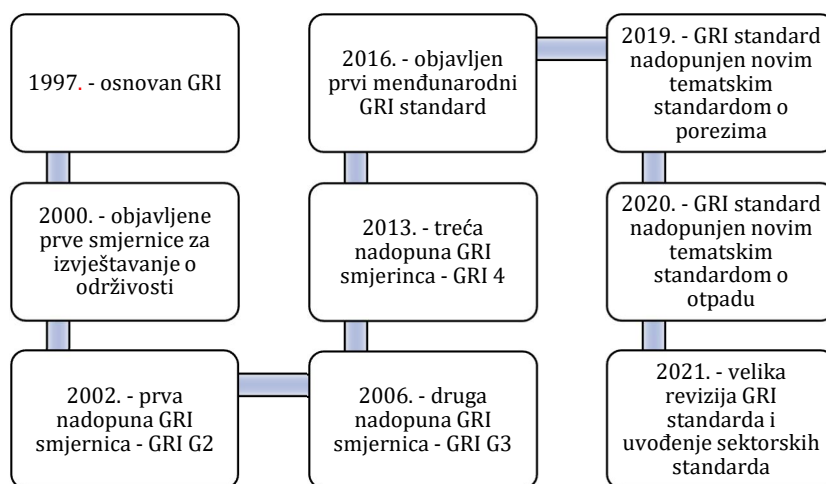 1997. - osnovan GRI
2000. - objavljene
prve smjernice za
izvještavanje o
održivosti
2002. - prva
nadopuna GRI
smjernica - GRI G2
2006. - druga
nadopuna GRI
smjernica - GRI G3
2013. - treća
nadopuna GRI
smjerinca - GRI 4
2016. - objavljen
prvi menđunarodni
GRI standard
2019. - GRI standard
nadopunjen novim
tematskim
standardom o
porezima
2020. - GRI standard
nadopunjen novim
tematskim
standardom o
otpadu
2021. - velika
revizija GRI
standarda i
uvođenje sektorskih
standarda